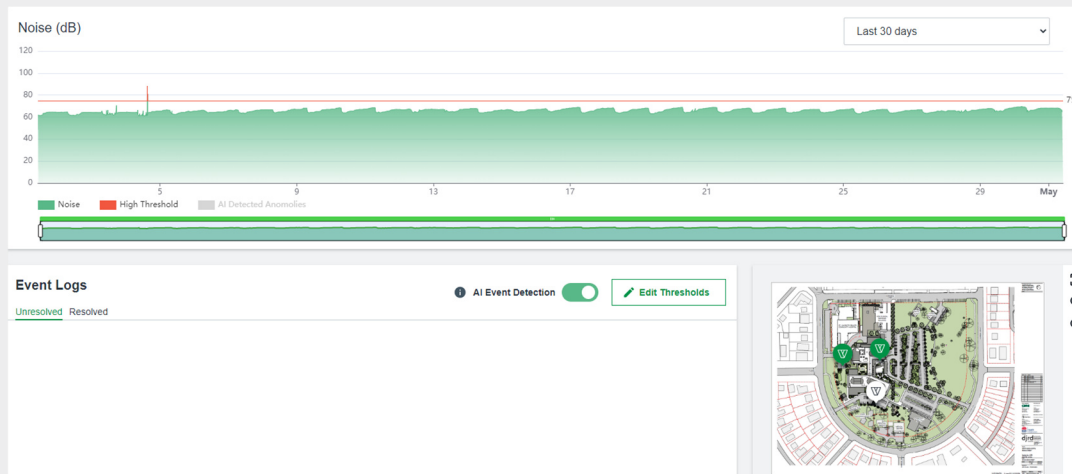 Noise (dB)
Last 30 days
120
100
80
60
40
20
0
5
9
13
17
21
25
29
May
Noise
High Threshold
AI Detected Anomalies
Event Logs
AI Event Detection
Edit Thresholds
Unresolved
Resolved
djrd